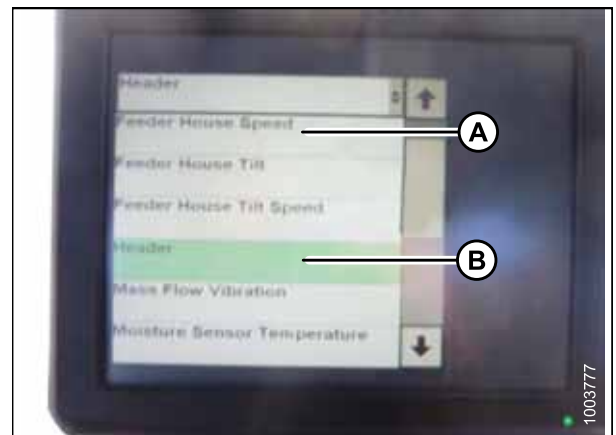 Header
Feeder House Speed
A
Feeder House Tilt
Feeder House Tilt Speed
Header
B
Mass Flow Vibration
Moisture Sensor Temperature
1003777